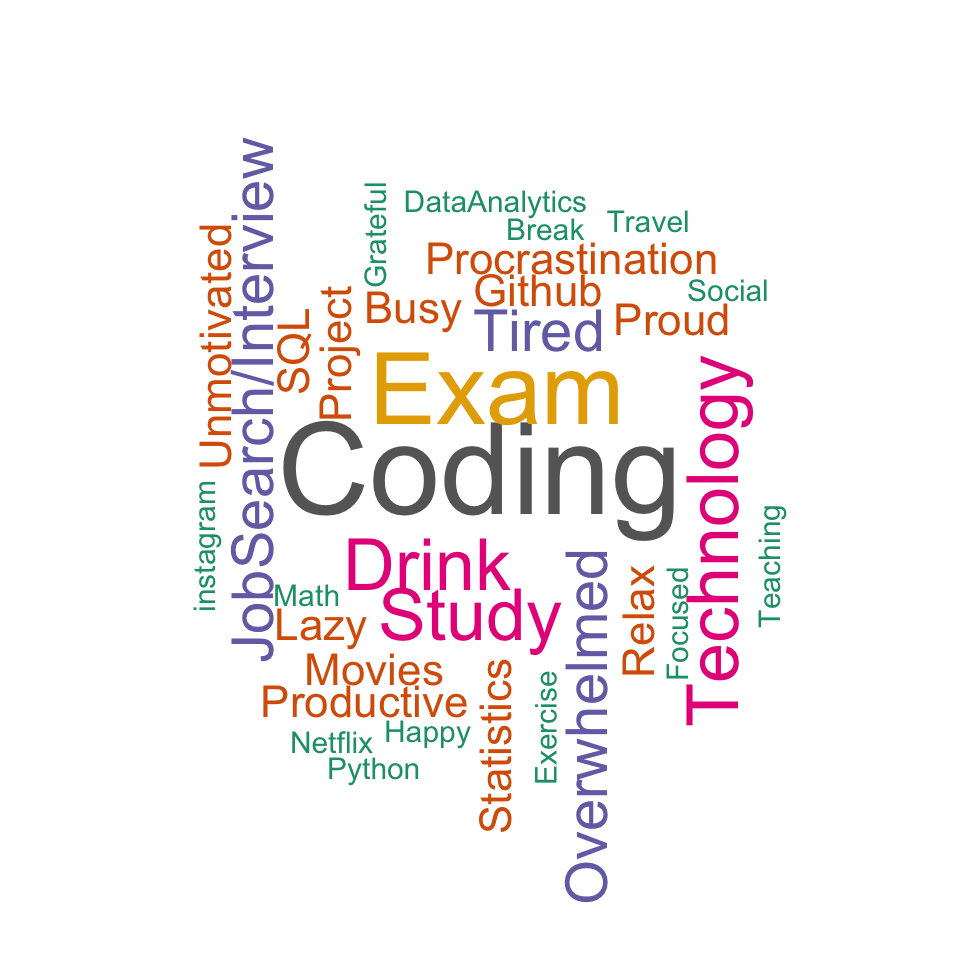 DataAnalytics
Grateful
Travel
Break
Procrastination
Social
Github
Busy
Proud
Tired
JobSearch/Interview
Unmotivated
SQL
Project
Exam
Coding
Technology
instagram
Teaching
Drink
Study
Math
Lazy
Overwhelmed
Relax
Focused
Movies
Productive
Statistics
Exercise
Happy
Netflix
Python